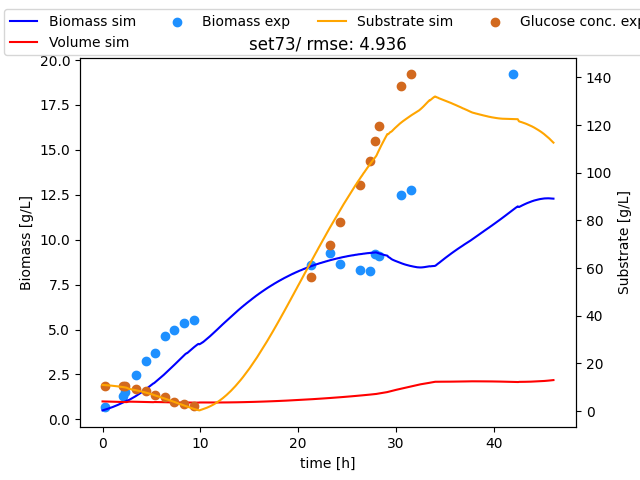 Biomass sim
Biomass exp
Substrate sim
Glucose conc. exp
Volume sim
set73/ rmse: 4.936
20.0
17.5
15.0
12.5
10.0
7.5
5.0
2.5
0.0
Biomass [g/L]
140
120
100
80
60
40
20
0
Substrate [g/L]
0
10
20
30
40
time [h]